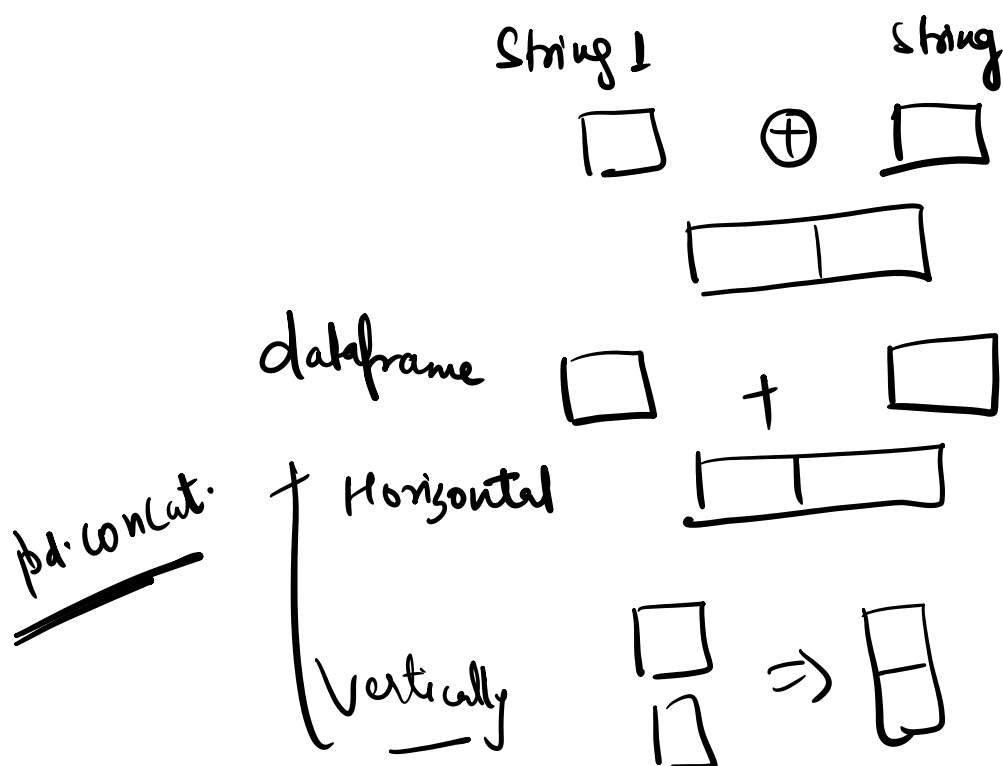 String 1 String
+
dataframe +
Horizontal
pd.concat.
Vertically ⇒